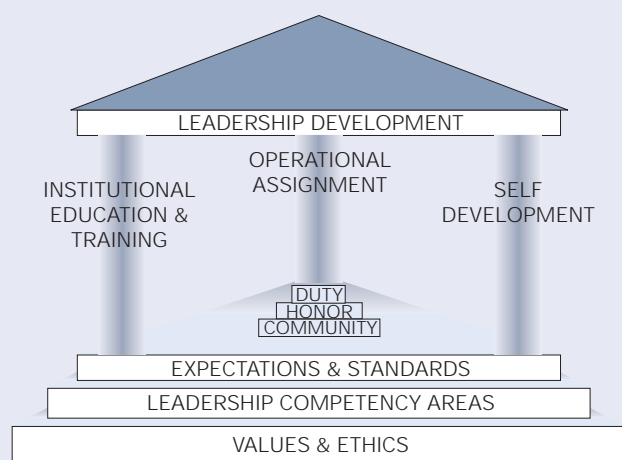 LEADERSHIP DEVELOPMENT
INSTITUTIONAL
EDUCATION &
TRAINING
OPERATIONAL
ASSIGNMENT
SELF
DEVELOPMENT
DUTY
HONOR
COMMUNITY
EXPECTATIONS & STANDARDS
LEADERSHIP COMPETENCY AREAS
VALUES & ETHICS